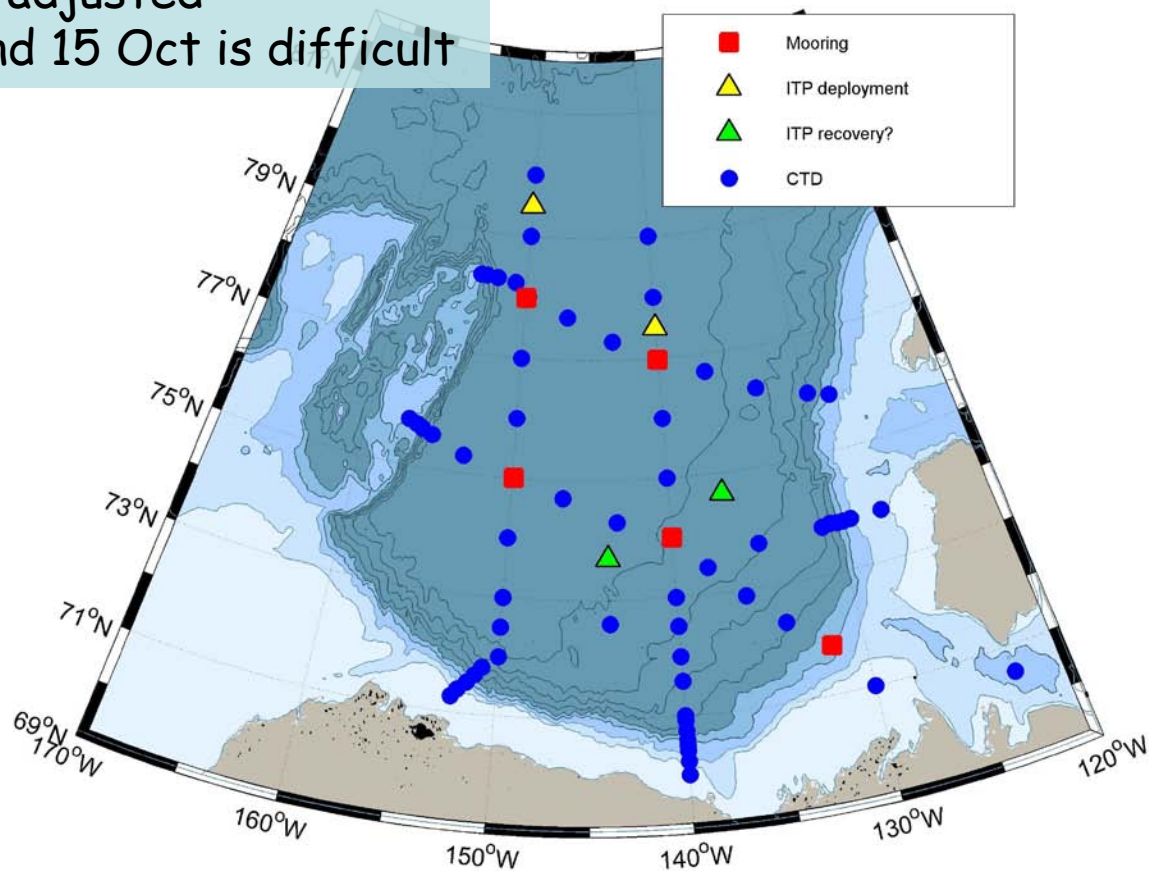 adjusted
nd 15 Oct is difficult
Mooring
ITP deployment
ITP recovery?
CTD
79°N
77°N
75°N
73°N
71°N
69°N
170°W
160°W
150°W
140°W
130°W
120°W